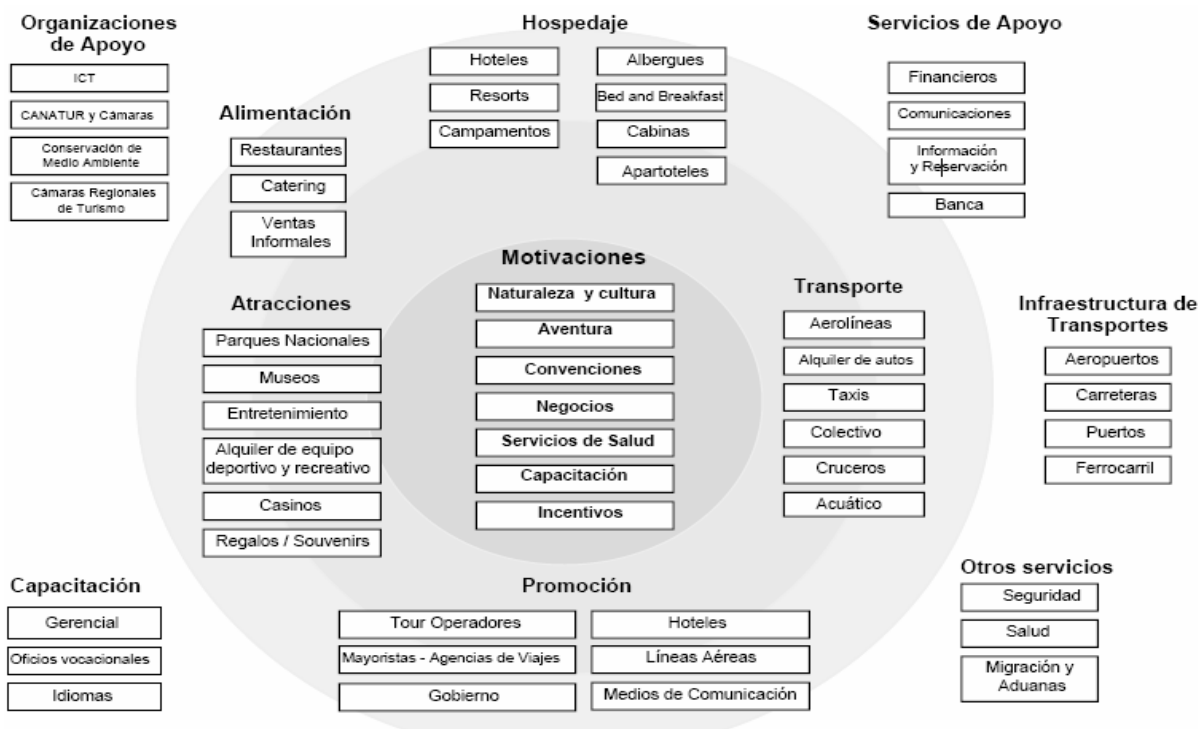 Organizaciones
de Apoyo
ICT
CANATUR y Cámaras
Conservación de
Medio Ambiente
Cámaras Regionales
de Turismo
Alimentación
Restaurantes
Catering
Ventas
Informales
Hospedaje
Hoteles
Resorts
Campamentos
Albergues
Bed and Breakfast
Cabinas
Apartoteles
Servicios de Apoyo
Financieros
Comunicaciones
Información
y Reservación
Banca
Atracciones
Parques Nacionales
Museos
Entretenimiento
Alquiler de equipo
deportivo y recreativo
Casinos
Regalos / Souvenirs
Motivaciones
Naturaleza y cultura
Aventura
Convenciones
Negocios
Servicios de Salud
Capacitación
Incentivos
Transporte
Aerolíneas
Alquiler de autos
Taxis
Colectivo
Cruceros
Acuático
Infraestructura de
Transportes
Aeropuertos
Carreteras
Puertos
Ferrocarril
Capacitación
Gerencial
Oficios vocacionales
Idiomas
Promoción
Tour Operadores
Mayoristas - Agencias de Viajes
Gobierno
Hoteles
Líneas Aéreas
Medios de Comunicación
Otros servicios
Seguridad
Salud
Migración y
Aduanas